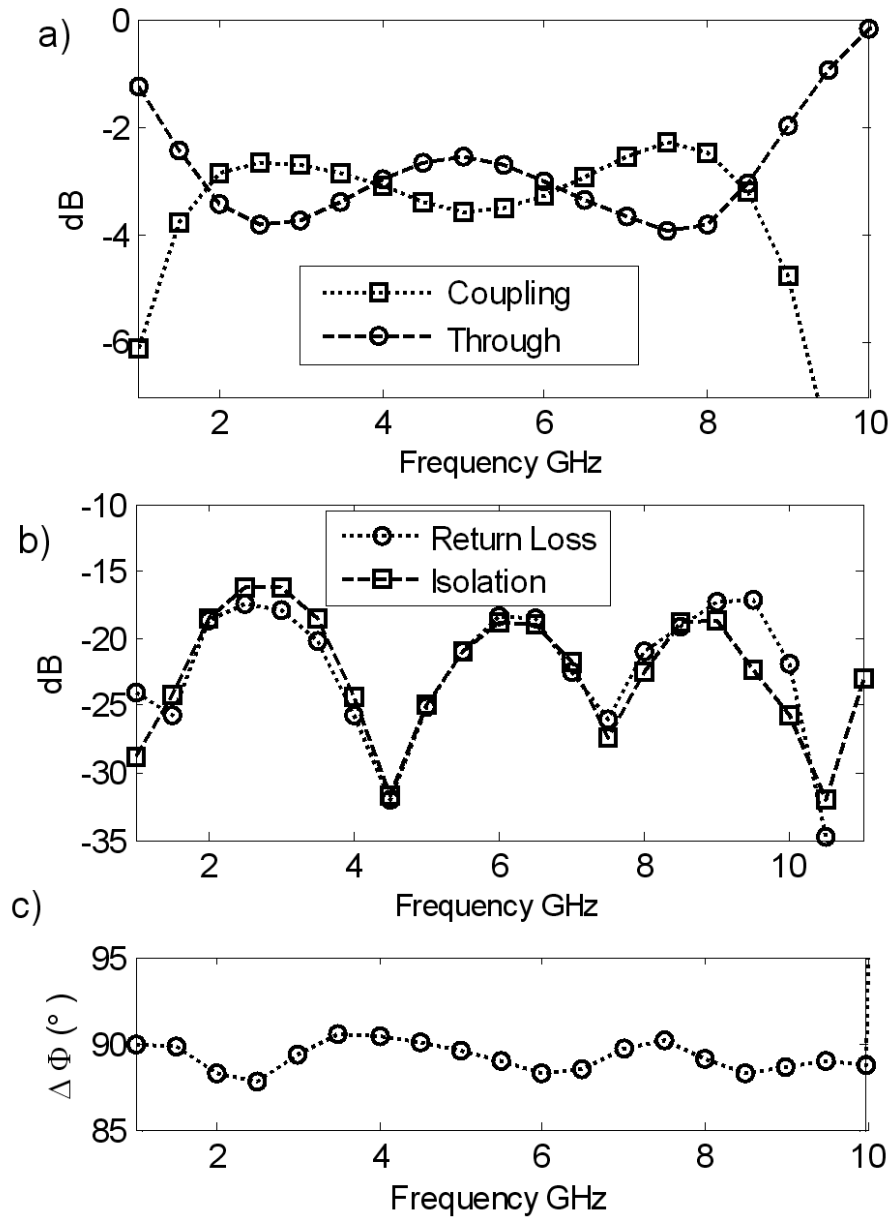 a)
0
-2
-4
-6
dB
Coupling
Through
2 4 6 8 10
Frequency GHz
b)
-10
-15
-20
-25
-30
-35
dB
Return Loss
Isolation
2 4 6 8 10
Frequency GHz
c)
95
90
85
Δ Φ (°)
2 4 6 8 10
Frequency GHz